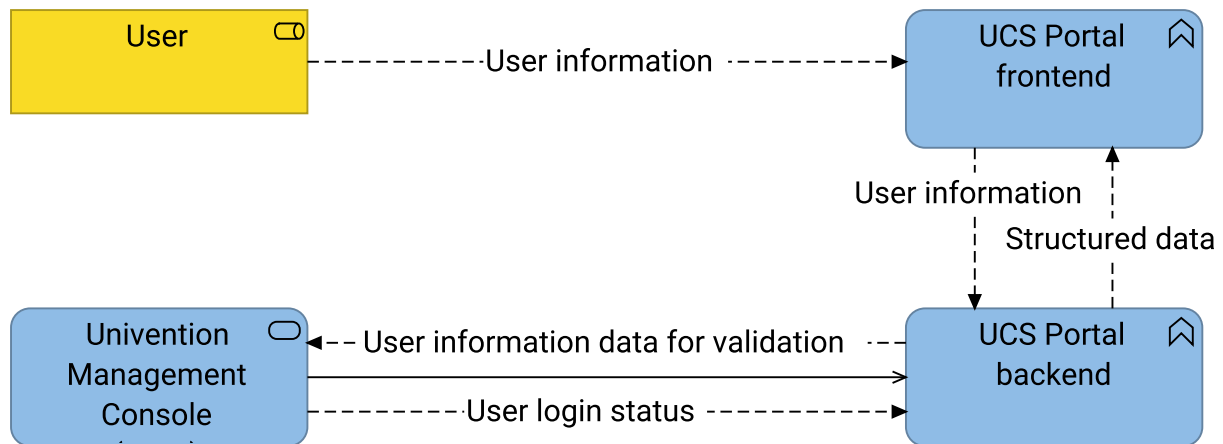 User
User information
UCS Portal
frontend
User information
Structured data
Univention
Management
Console
User information data for validation
User login status
UCS Portal
backend